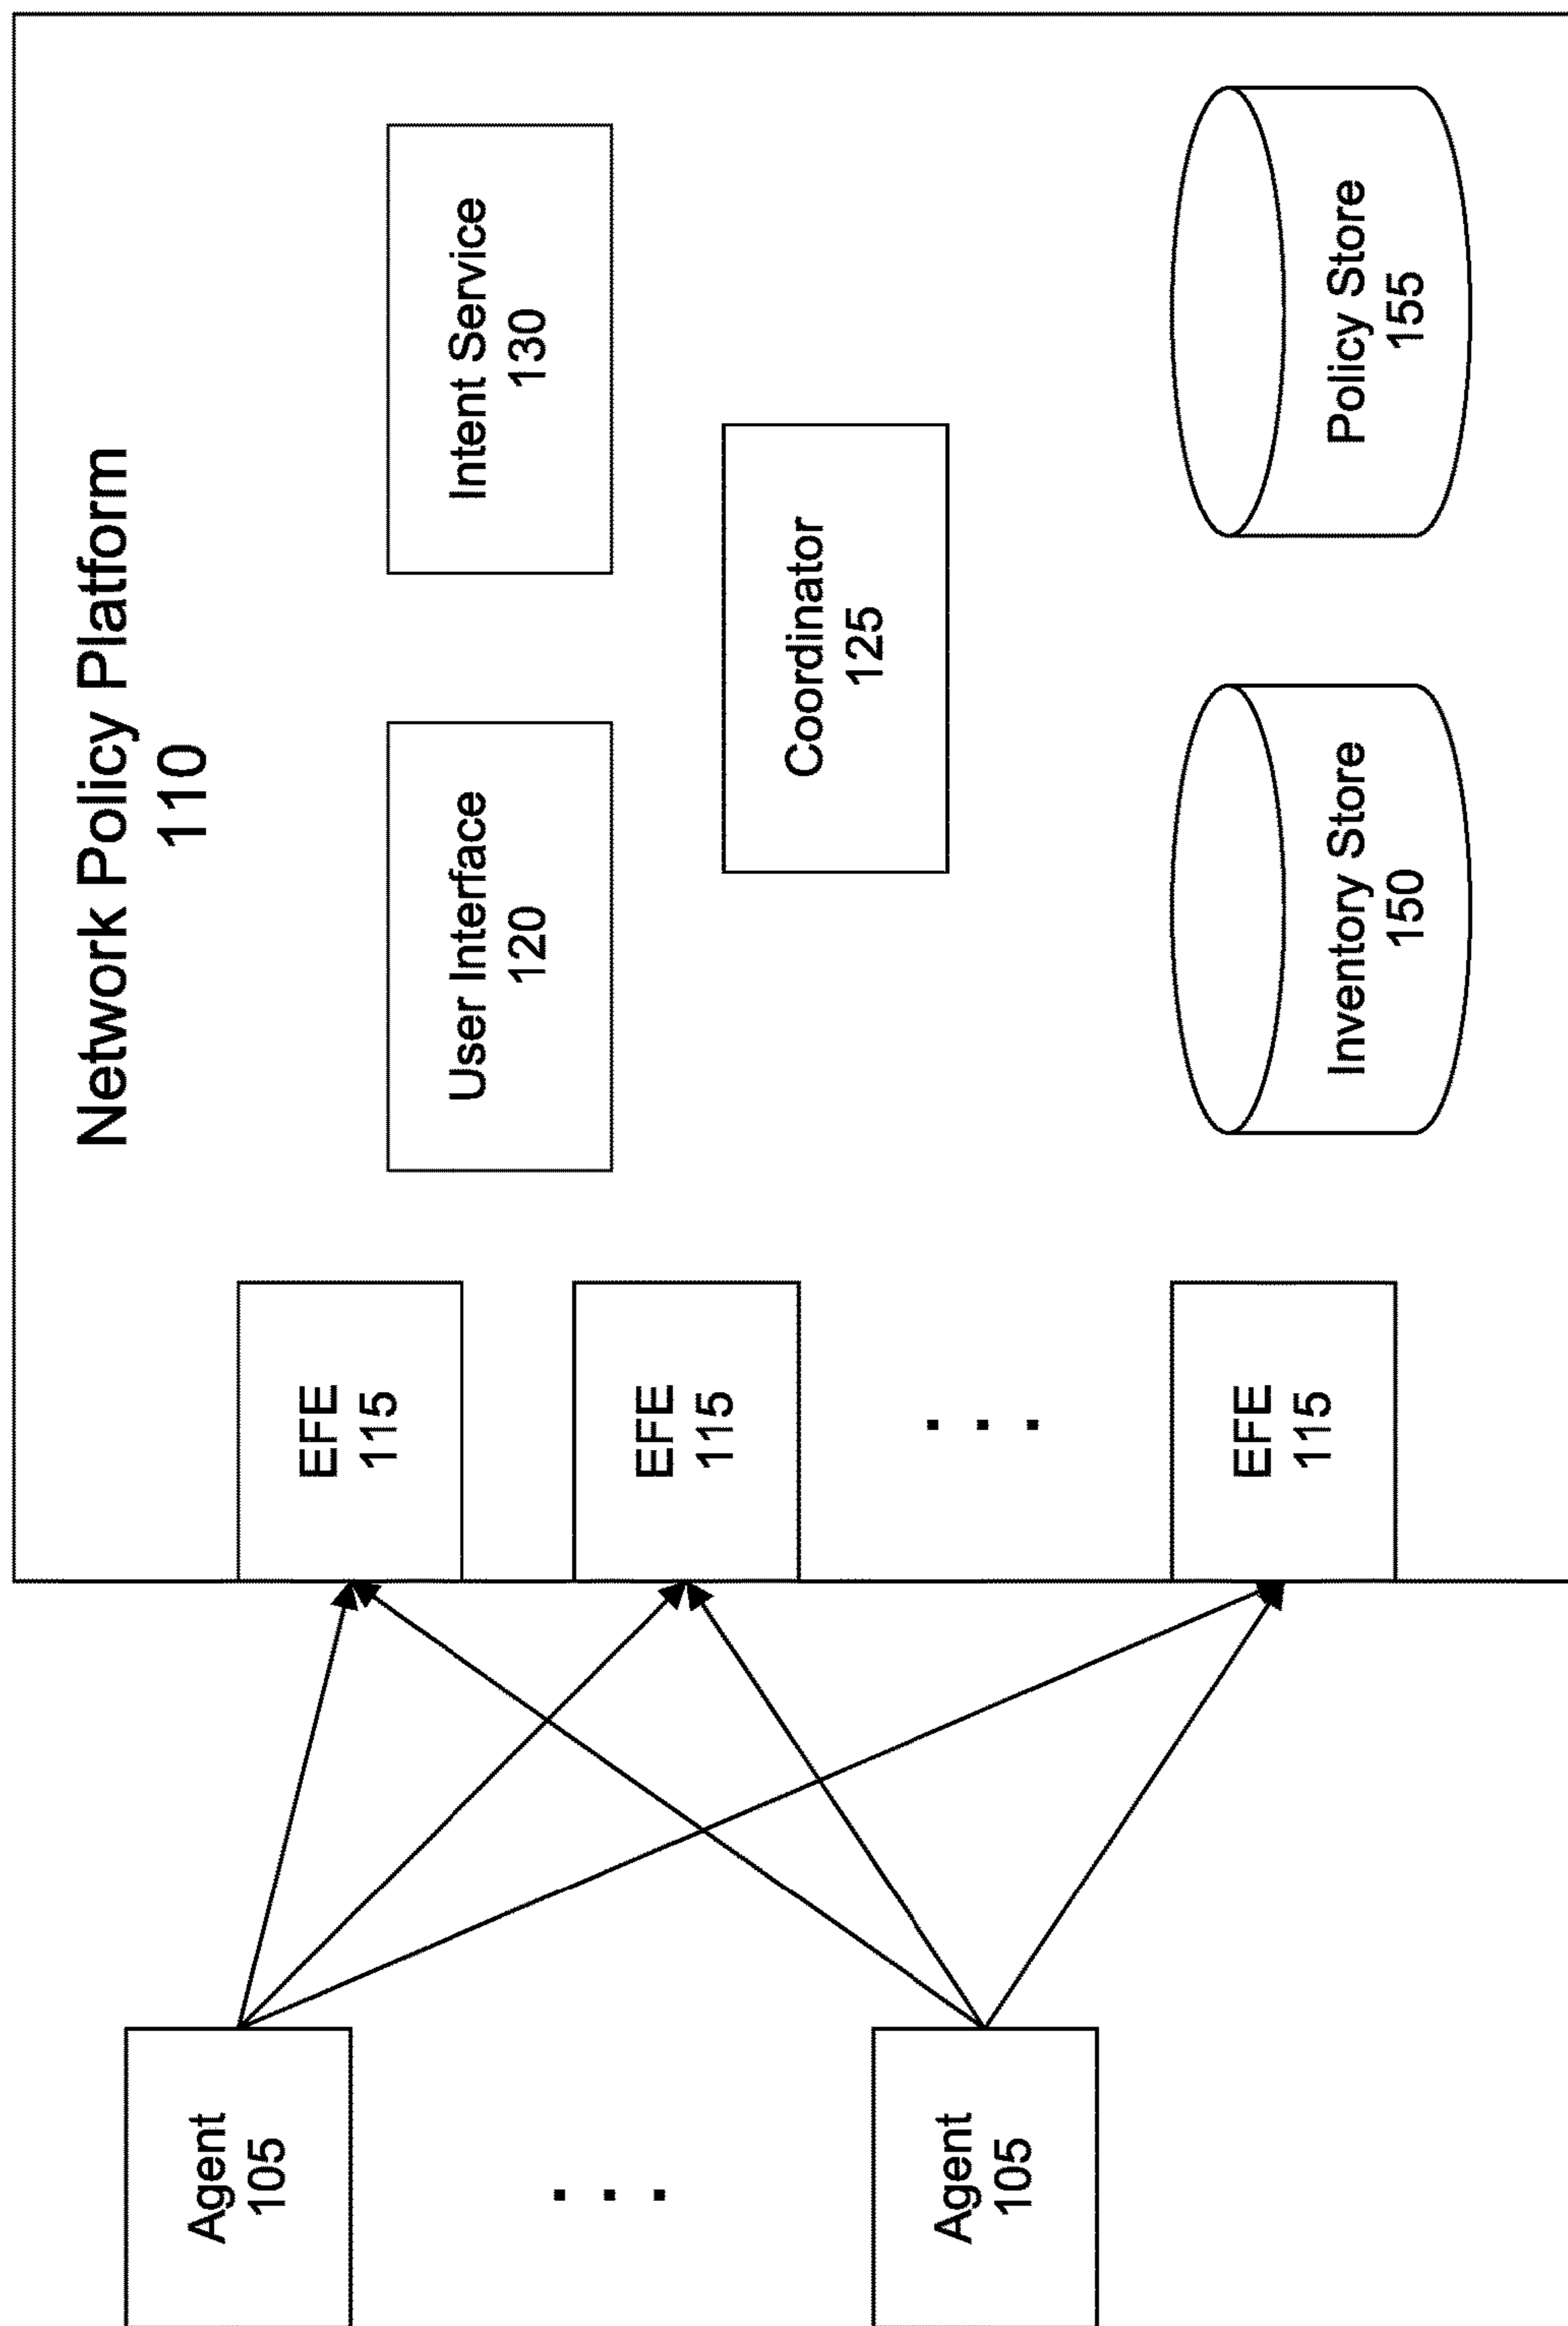 Network Policy Platform
110
Agent
105
. . .
Agent
105
EFE
115
EFE
115
. . .
EFE
115
User Interface
120
Intent Service
130
Coordinator
125
Inventory Store
150
Policy Store
155